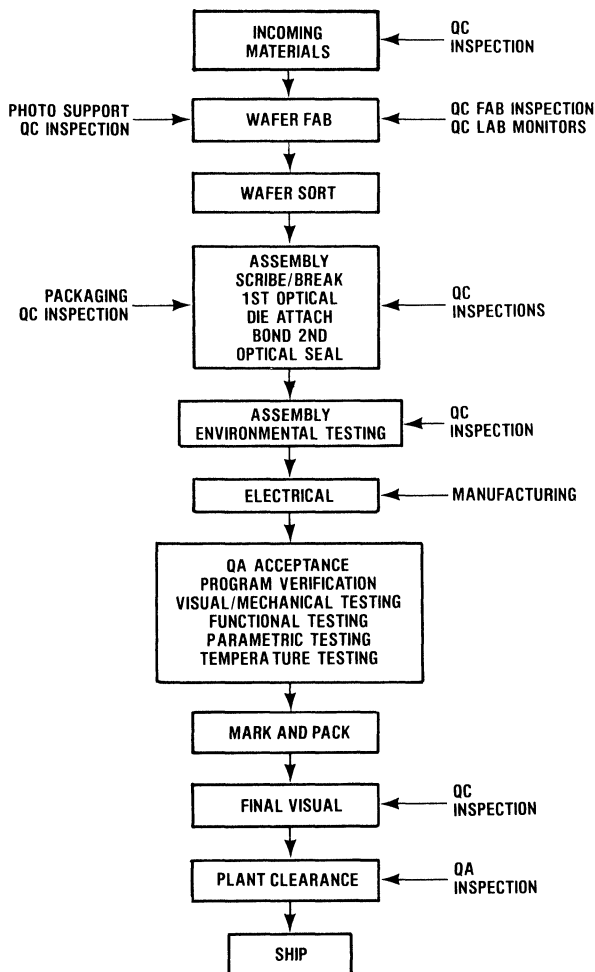 INCOMING
MATERIALS
QC
INSPECTION
PHOTO SUPPORT
QC INSPECTION
WAFER FAB
QC FAB INSPECTION
QC LAB MONITORS
WAFER SORT
PACKAGING
QC INSPECTION
ASSEMBLY
SCRIBE/BREAK
1ST OPTICAL
DIE ATTACH
BOND 2ND
OPTICAL SEAL
QC
INSPECTIONS
ASSEMBLY
ENVIRONMENTAL TESTING
QC
INSPECTION
ELECTRICAL
MANUFACTURING
QA ACCEPTANCE
PROGRAM VERIFICATION
VISUAL/MECHANICAL TESTING
FUNCTIONAL TESTING
PARAMETRIC TESTING
TEMPERATURE TESTING
MARK AND PACK
FINAL VISUAL
QC
INSPECTION
PLANT CLEARANCE
QA
INSPECTION
SHIP